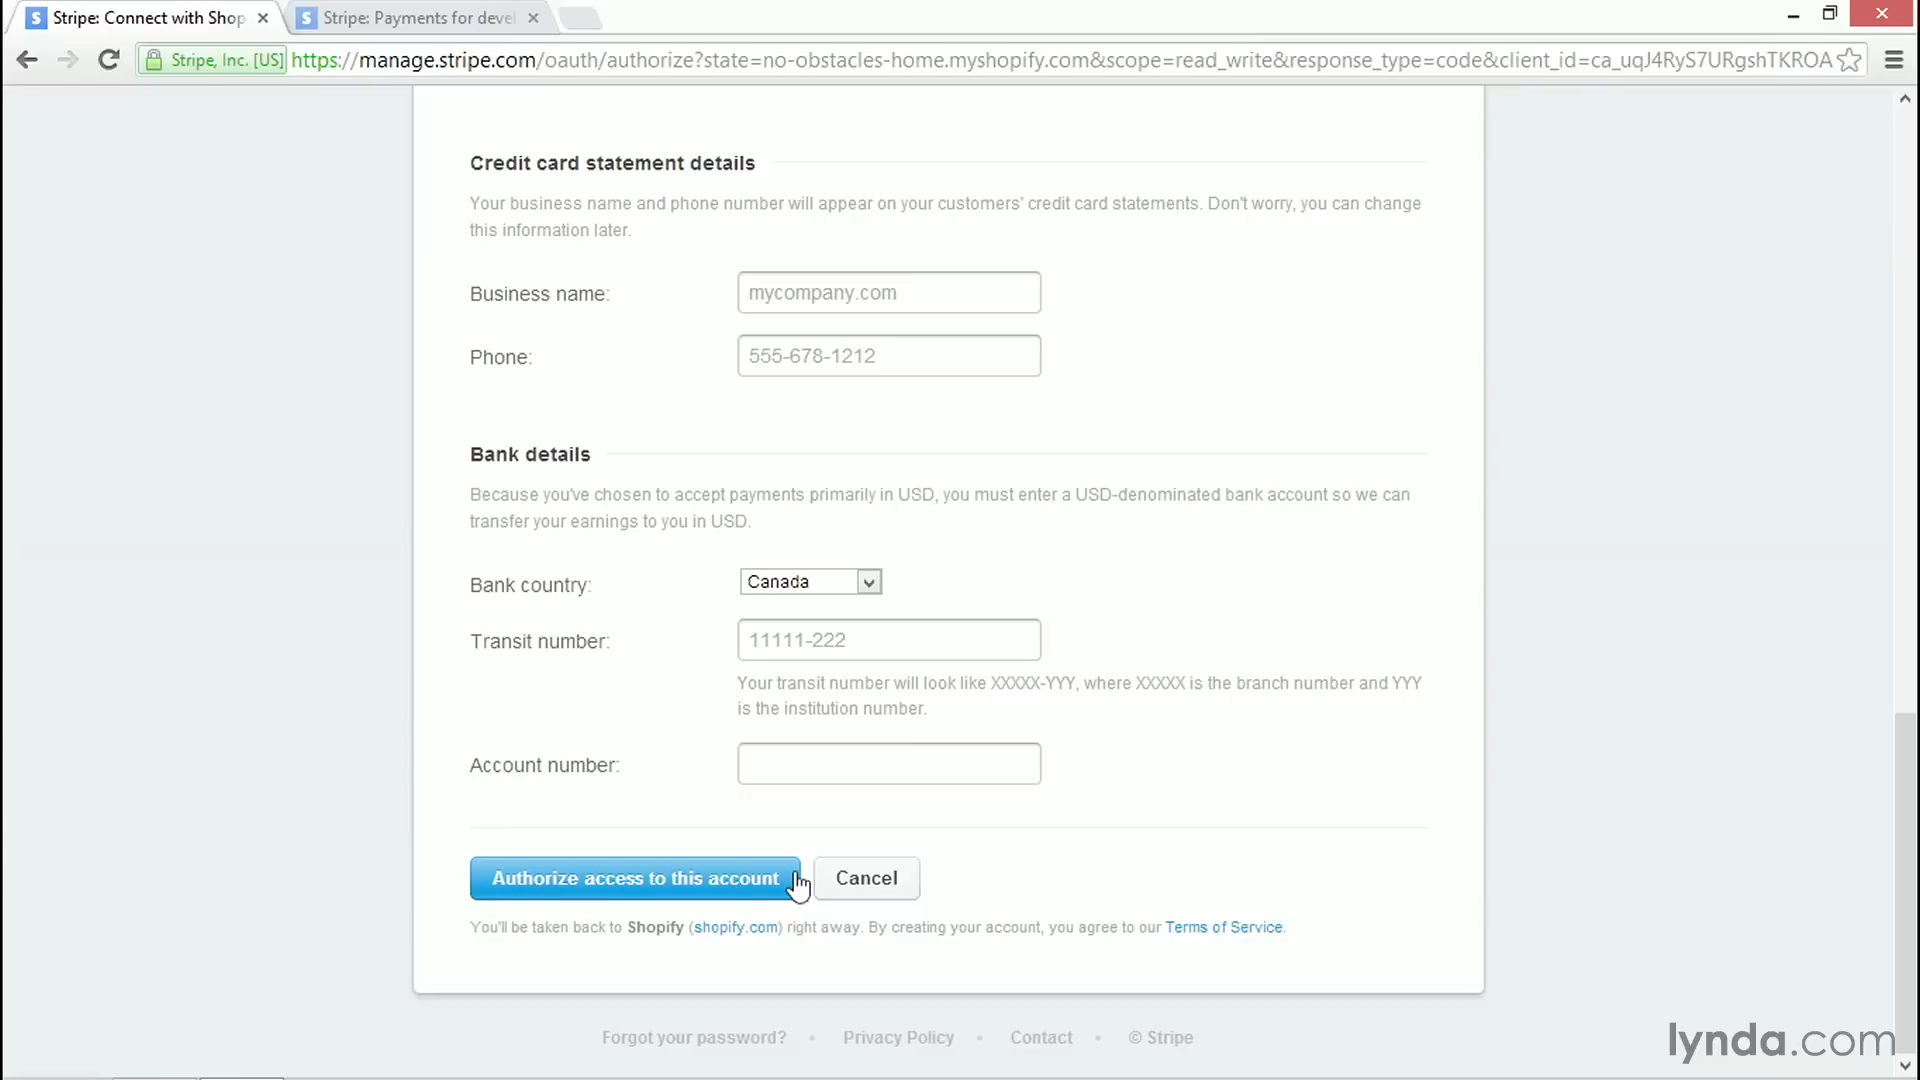 Stripe: Connect with Shop
Stripe: Payments for devel
Stripe, Inc. [US]
https://manage.stripe.com/oauth/authorize?state=no-obstacles-home.myshopify.com&scope=read_write&response_type=code&client_id=ca_uqJ4RyS7URgshTKROA
Credit card statement details
Your business name and phone number will appear on your customers' credit card statements. Don't worry, you can change
this information later.
Business name:
mycompany.com
Phone:
555-678-1212
Bank details
Because you've chosen to accept payments primarily in USD, you must enter a USD-denominated bank account so we can
transfer your earnings to you in USD.
Bank country:
Canada
Transit number:
11111-222
Your transit number will look like XXXXX-YYY, where XXXXX is the branch number and YYY
is the institution number.
Account number:
Authorize access to this account
Cancel
You'll be taken back to Shopify (shopify.com) right away. By creating your account, you agree to our Terms of Service.
Forgot your password? • Privacy Policy • Contact • © Stripe
lynda.com